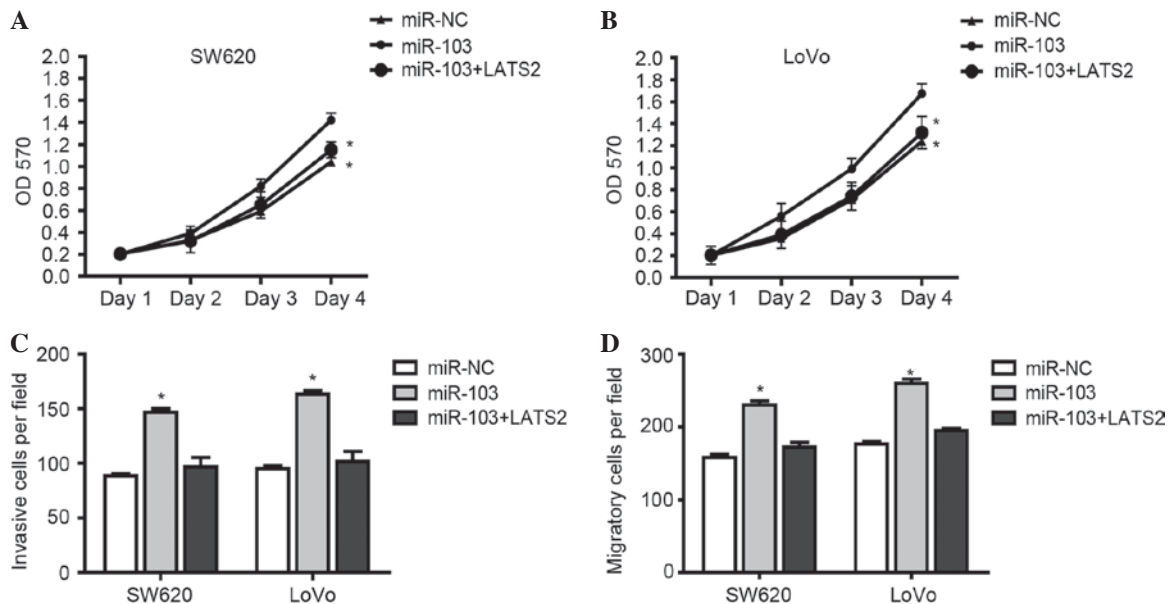 A
SW620
miR-NC
miR-103
miR-103+LATS2
OD 570
2.0
1.8
1.6
1.4
1.2
1.0
0.8
0.6
0.4
0.2
0.0
*
*
Day 1 Day 2 Day 3 Day 4
B
LoVo
miR-NC
miR-103
miR-103+LATS2
OD 570
2.0
1.8
1.6
1.4
1.2
1.0
0.8
0.6
0.4
0.2
0.0
*
*
Day 1 Day 2 Day 3 Day 4
C
Invasive cells per field
200
150
100
50
0
*
*
SW620 LoVo
miR-NC
miR-103
miR-103+LATS2
D
Migratory cells per field
300
200
100
0
*
*
SW620 LoVo
miR-NC
miR-103
miR-103+LATS2